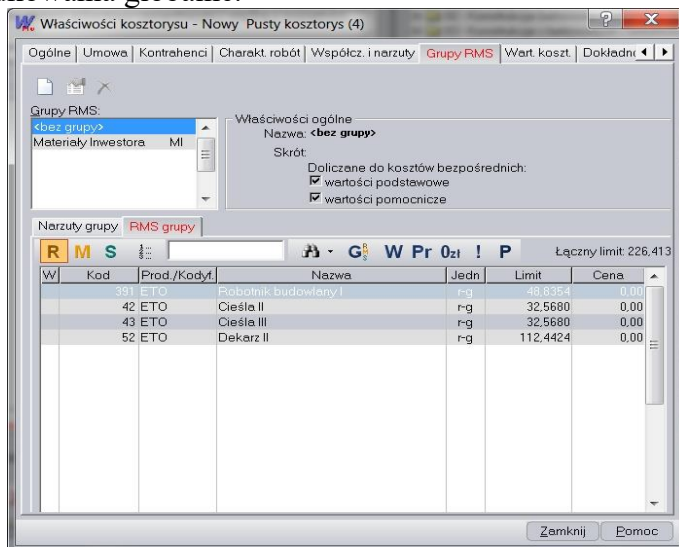 Właściwości kosztorysu - Nowy Pusty kosztorys (4)
Ogólne Umowa Kontrahenci Charakt. robót Współcz. i narzuty Grupy RMS Wart. koszt. Dokładn
Grupy RMS:
<bez grupy>
Materiały Inwestora MI
Właściwości ogólne
Nazwa: <bez grupy>
Skrót:
Doliczane do kosztów bezpośrednich:
wartości podstawowe
wartości pomocnicze
Narzuty grupy RMS grupy
R M S G W Pr 0zł ! P Łączny limit: 226,413
W Kod Prod./Kodyf. Nazwa Jedn Limit Cena
391 ETO Robotnik budowlany I r-g 48,8354 0,00
42 ETO Cieśla II r-g 32,5680 0,00
43 ETO Cieśla III r-g 32,5680 0,00
52 ETO Dekarz II r-g 112,4424 0,00
Zamknij Pomoc